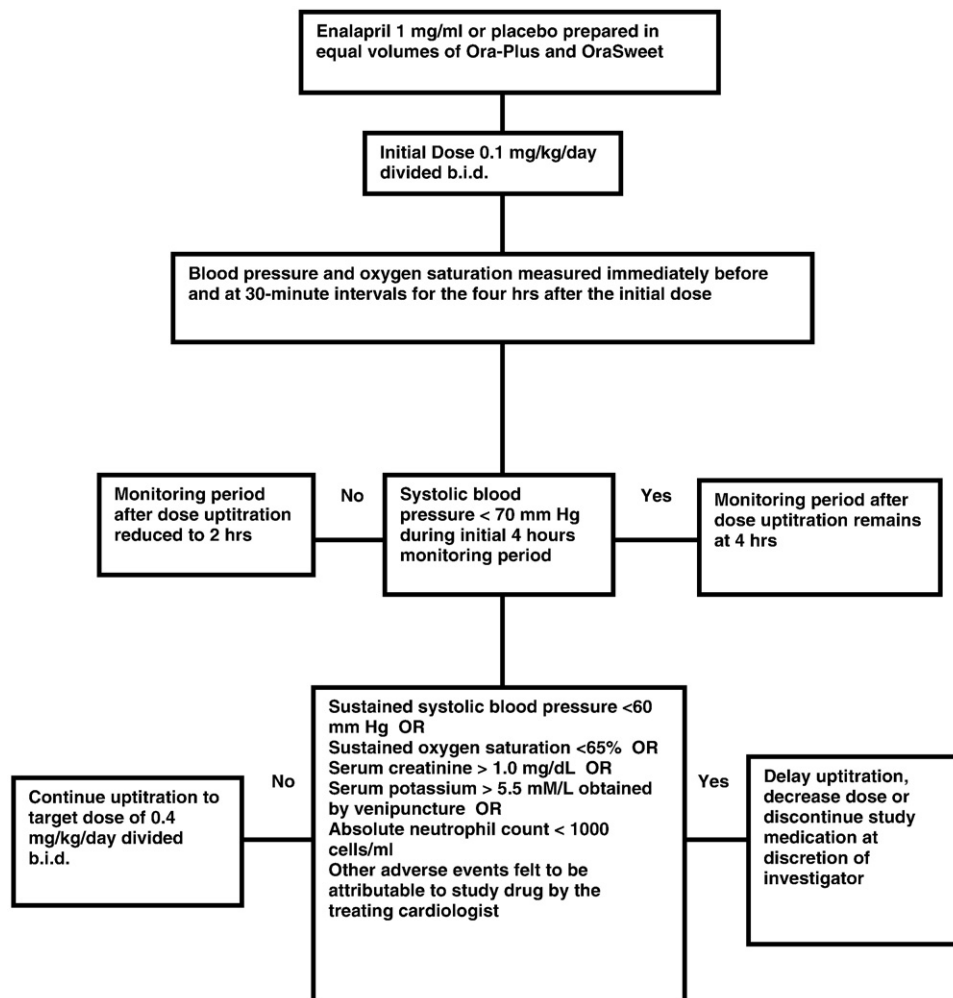 Enalapril 1 mg/ml or placebo prepared in
equal volumes of Ora-Plus and OraSweet
Initial Dose 0.1 mg/kg/day
divided b.i.d.
Blood pressure and oxygen saturation measured immediately before
and at 30-minute intervals for the four hrs after the initial dose
Monitoring period
after dose uptitration
reduced to 2 hrs
No
Systolic blood
pressure < 70 mm Hg
during initial 4 hours
monitoring period
Yes
Monitoring period after
dose uptitration remains
at 4 hrs
Continue uptitration to
target dose of 0.4
mg/kg/day divided
b.i.d.
No
Sustained systolic blood pressure <60
mm Hg OR
Sustained oxygen saturation <65% OR
Serum creatinine > 1.0 mg/dL OR
Serum potassium > 5.5 mM/L obtained
by venipuncture OR
Absolute neutrophil count < 1000
cells/ml
Other adverse events felt to be
attributable to study drug by the
treating cardiologist
Yes
Delay uptitration,
decrease dose or
discontinue study
medication at
discretion of
investigator